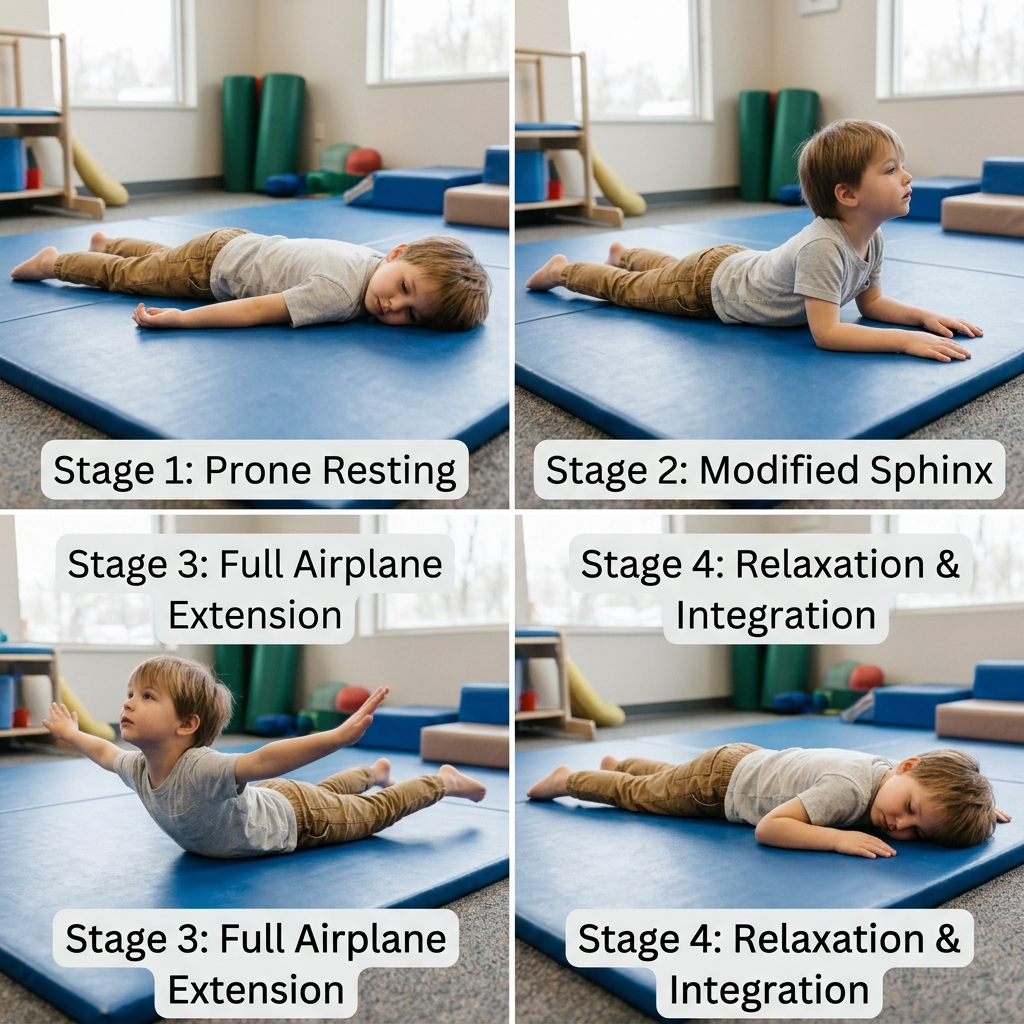 Stage 1: Prone Resting
Stage 2: Modified Sphinx
Stage 3: Full Airplane
Extension
Stage 4: Relaxation &
Integration
Stage 3: Full Airplane
Extension
Stage 4: Relaxation &
Integration